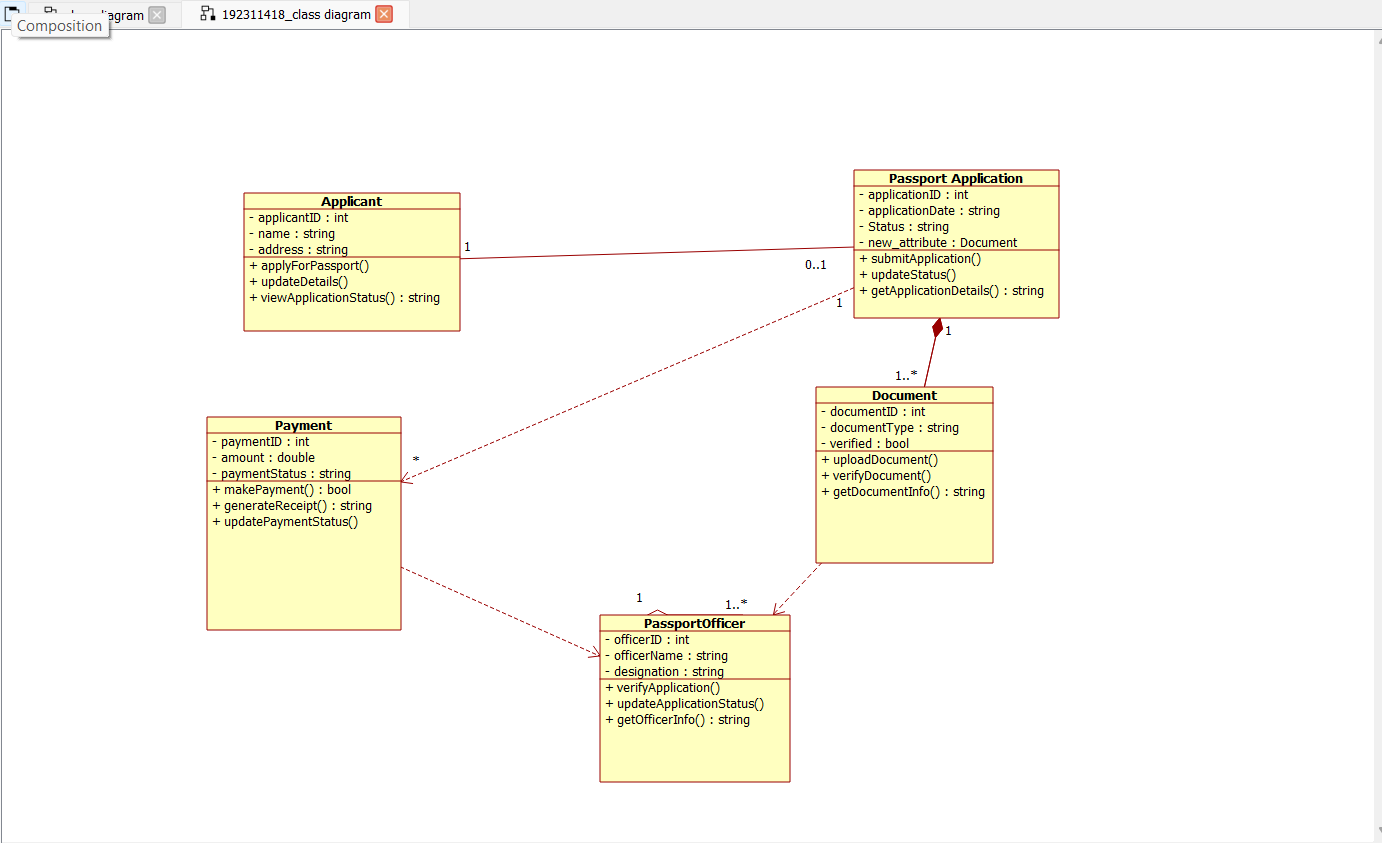 diagram
192311418_class diagram
Composition
Applicant
- applicantID : int
- name : string
- address : string
+ applyForPassport()
+ updateDetails()
+ viewApplicationStatus() : string
1
0..1
Passport Application
- applicationID : int
- applicationDate : string
- Status : string
- new_attribute : Document
+ submitApplication()
+ updateStatus()
+ getApplicationDetails() : string
1
*
1
1..*
Document
- documentID : int
- documentType : string
- verified : bool
+ uploadDocument()
+ verifyDocument()
+ getDocumentInfo() : string
Payment
- paymentID : int
- amount : double
- paymentStatus : string
+ makePayment() : bool
+ generateReceipt() : string
+ updatePaymentStatus()
1
1..*
PassportOfficer
- officerID : int
- officerName : string
- designation : string
+ verifyApplication()
+ updateApplicationStatus()
+ getOfficerInfo() : string